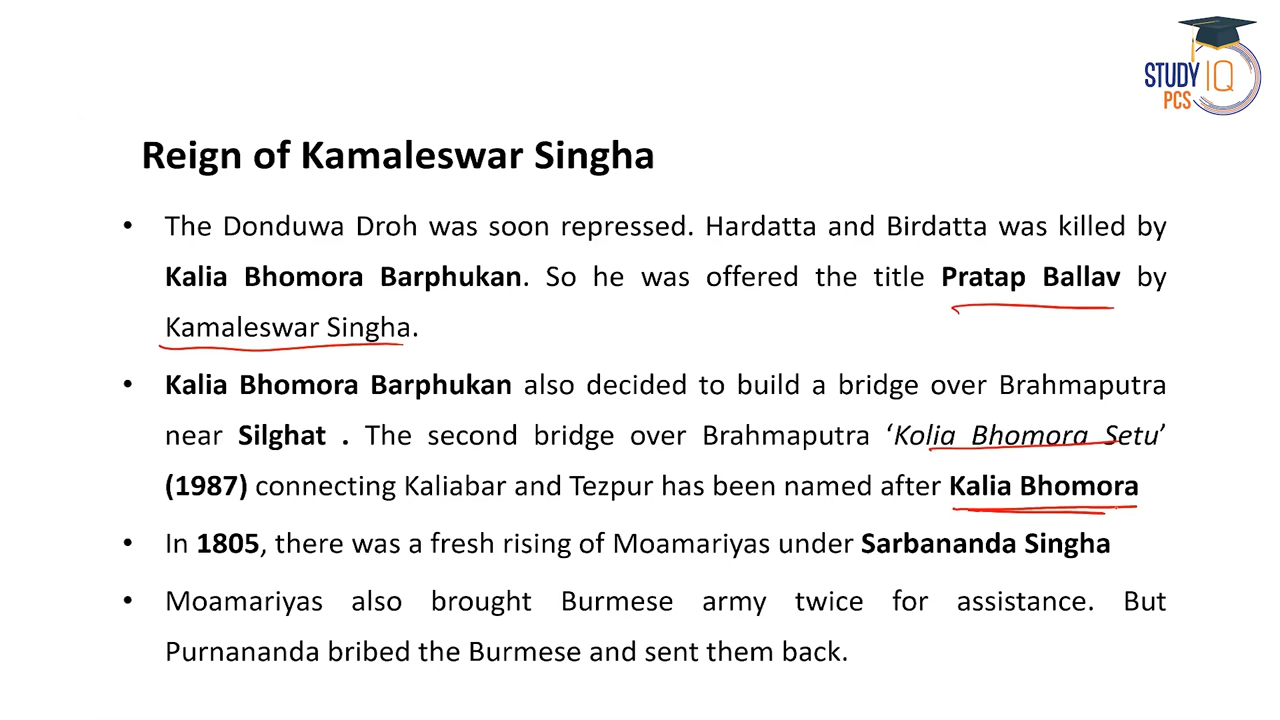 STUDY IQ
PCS
Reign of Kamaleswar Singha
• The Donduwa Droh was soon repressed. Hardatta and Birdatta was killed by
Kalia Bhomora Barphukan. So he was offered the title Pratap Ballav by
Kamaleswar Singha.
• Kalia Bhomora Barphukan also decided to build a bridge over Brahmaputra
near Silghat . The second bridge over Brahmaputra ‘Kolia Bhomora Setu’
(1987) connecting Kaliabar and Tezpur has been named after Kalia Bhomora
• In 1805, there was a fresh rising of Moamariyas under Sarbananda Singha
• Moamariyas also brought Burmese army twice for assistance. But
Purnananda bribed the Burmese and sent them back.